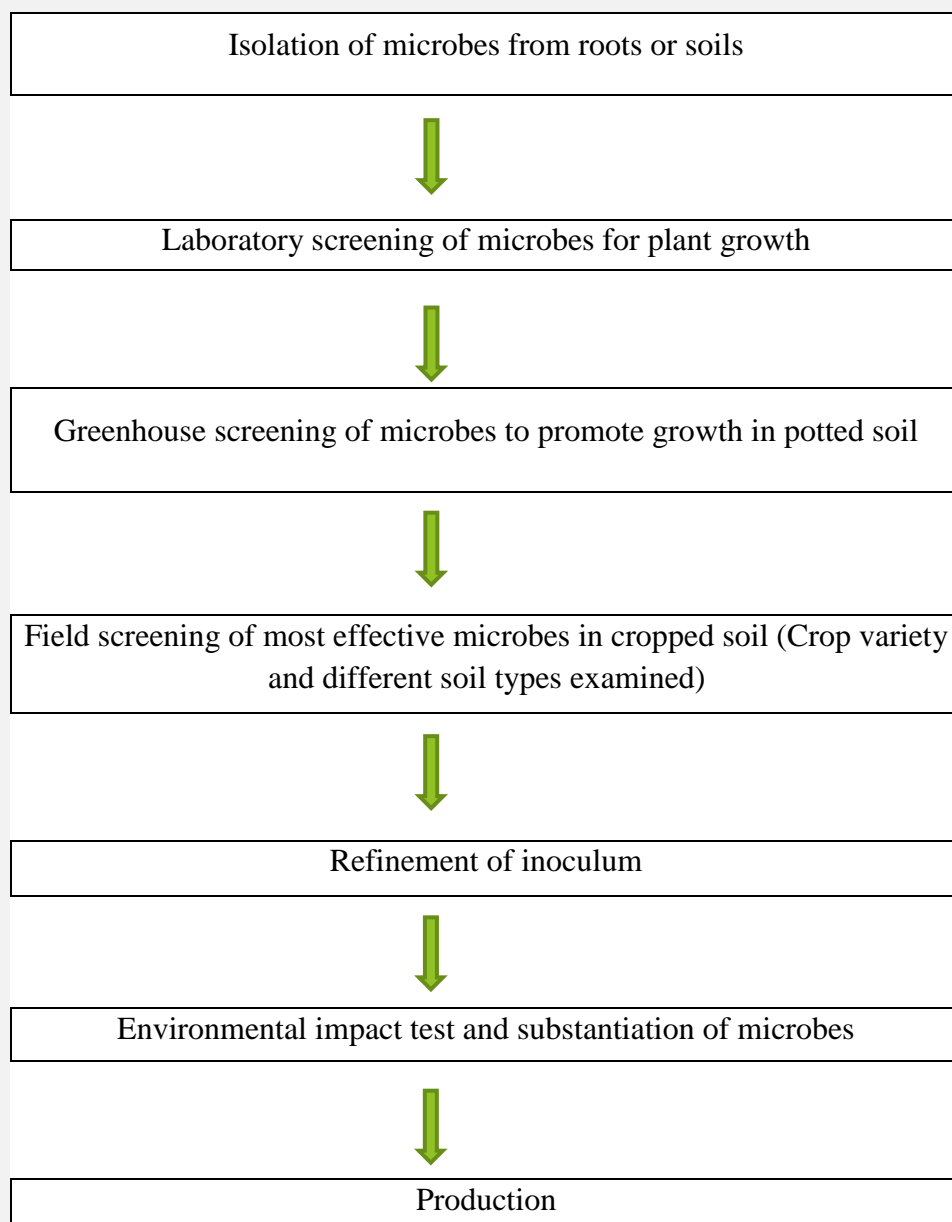 Isolation of microbes from roots or soils
Laboratory screening of microbes for plant growth
Greenhouse screening of microbes to promote growth in potted soil
Field screening of most effective microbes in cropped soil (Crop variety
and different soil types examined)
Refinement of inoculum
Environmental impact test and substantiation of microbes
Production